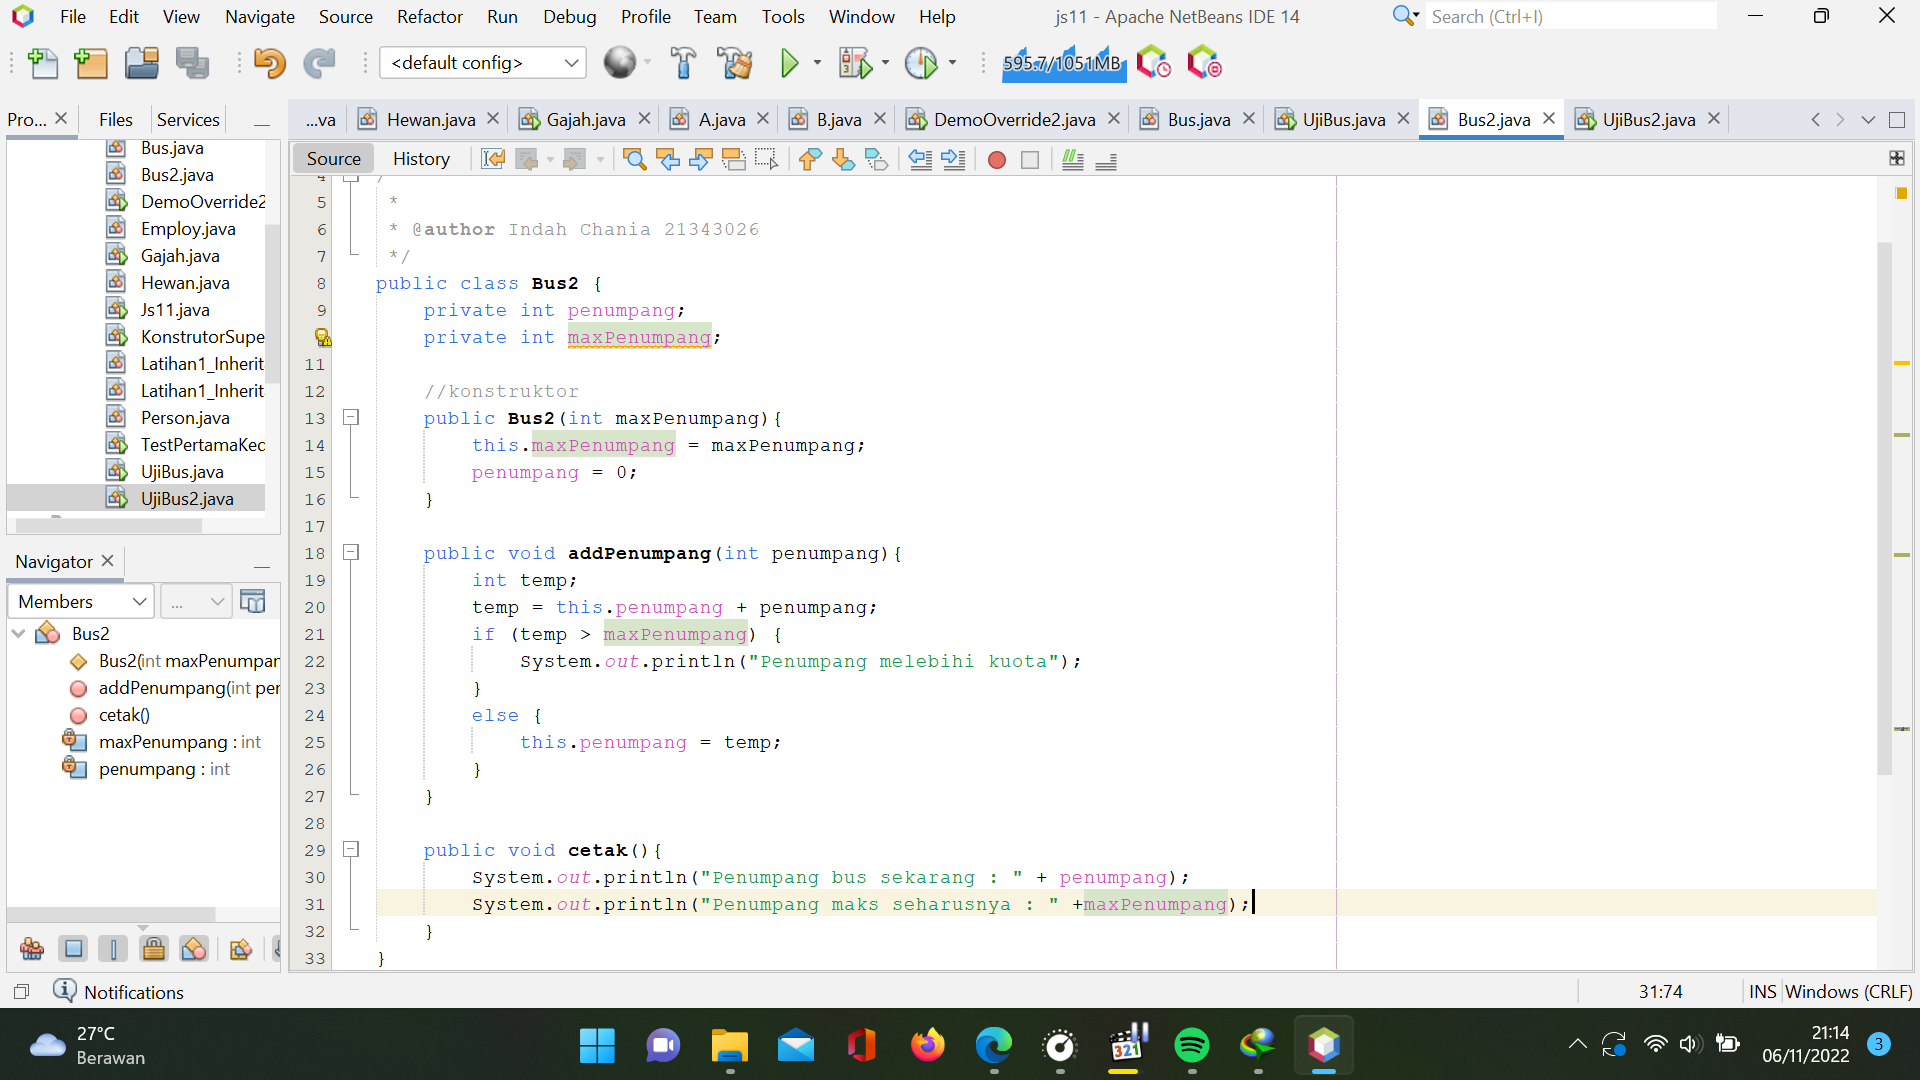 File Edit View Navigate Source Refactor Run Debug Profile Team Tools Window Help
js11 - Apache NetBeans IDE 14
Search (Ctrl+I)
<default config>
595.7/1051MB
Pro... Files Services
...va Hewan.java Gajah.java A.java B.java DemoOverride2.java Bus.java UjiBus.java Bus2.java UjiBus2.java
Source History
Bus.java
Bus2.java
DemoOverride2
Employ.java
Gajah.java
Hewan.java
Js11.java
KonstrutorSupe
Latihan1_Inherit
Latihan1_Inherit
Person.java
TestPertamaKed
UjiBus.java
UjiBus2.java
Navigator
Members ...
Bus2
Bus2(int maxPenumpan
addPenumpang(int per
cetak()
maxPenumpang : int
penumpang : int
4 /
5 *
6 * @author Indah Chania 21343026
7 */
8 public class Bus2 {
9 private int penumpang;
private int maxPenumpang;
11
12 //konstruktor
13 public Bus2(int maxPenumpang){
14 this.maxPenumpang = maxPenumpang;
15 penumpang = 0;
16 }
17
18 public void addPenumpang(int penumpang){
19 int temp;
20 temp = this.penumpang + penumpang;
21 if (temp > maxPenumpang) {
22 System.out.println("Penumpang melebihi kuota");
23 }
24 else {
25 this.penumpang = temp;
26 }
27 }
28
29 public void cetak(){
30 System.out.println("Penumpang bus sekarang : " + penumpang);
31 System.out.println("Penumpang maks seharusnya : " +maxPenumpang);
32 }
33 }
Notifications
31:74 INS Windows (CRLF)
27°C
Berawan
321
21:14
06/11/2022
3